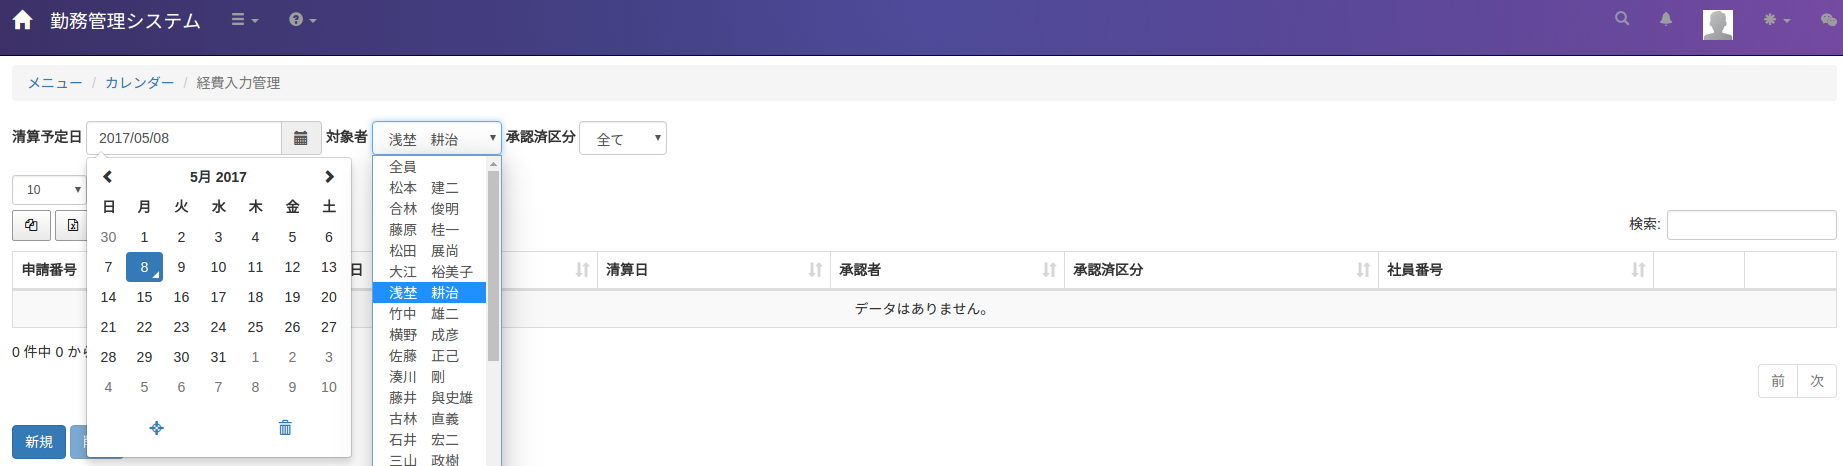 勤務管理システム
メニュー / カレンダー / 経費入力管理
清算予定日 2017/05/08 対象者 浅埜　耕治 承認済区分 全て
5月 2017
日 月 火 水 木 金 土
30 1 2 3 4 5 6
7 8 9 10 11 12 13
14 15 16 17 18 19 20
21 22 23 24 25 26 27
28 29 30 31 1 2 3
4 5 6 7 8 9 10
全員
松本　建二
合林　俊明
藤原　桂一
松田　展尚
大江　裕美子
浅埜　耕治
竹中　雄二
横野　成彦
佐藤　正己
湊川　剛
藤井　與史雄
古林　直義
石井　宏二
三山　政樹
10
検索:
申請番号 日 清算日 承認者 承認済区分 社員番号
データはありません。
0 件中 0 から
前 次
新規